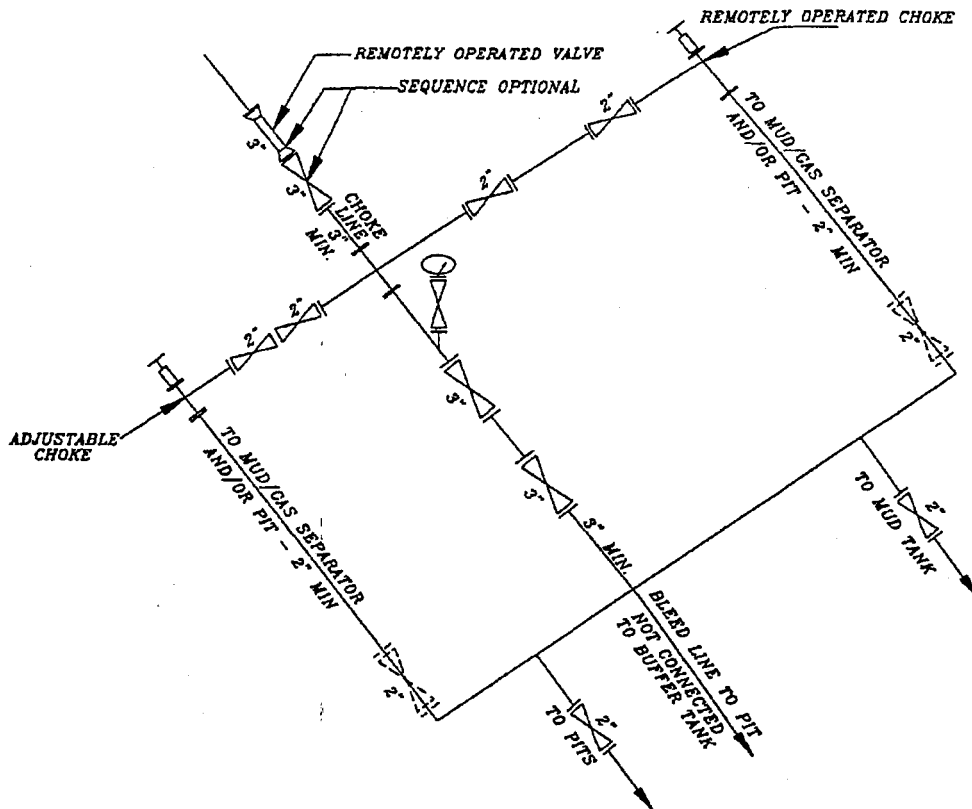 REMOTELY OPERATED CHOKE
REMOTELY OPERATED VALVE
SEQUENCE OPTIONAL
3"
3"
CHOKE
LINE
3"
MIN.
2"
2"
TO MUD/GAS SEPARATOR
AND/OR PIT - 2" MIN
2"
2"
2"
ADJUSTABLE
CHOKE
TO MUD/GAS SEPARATOR
AND/OR PIT - 2" MIN
2"
3"
3"
3" MIN.
2"
TO MUD TANK
BLEED LINE TO PIT
NOT CONNECTED
TO BUFFER TANK
2"
TO PITS